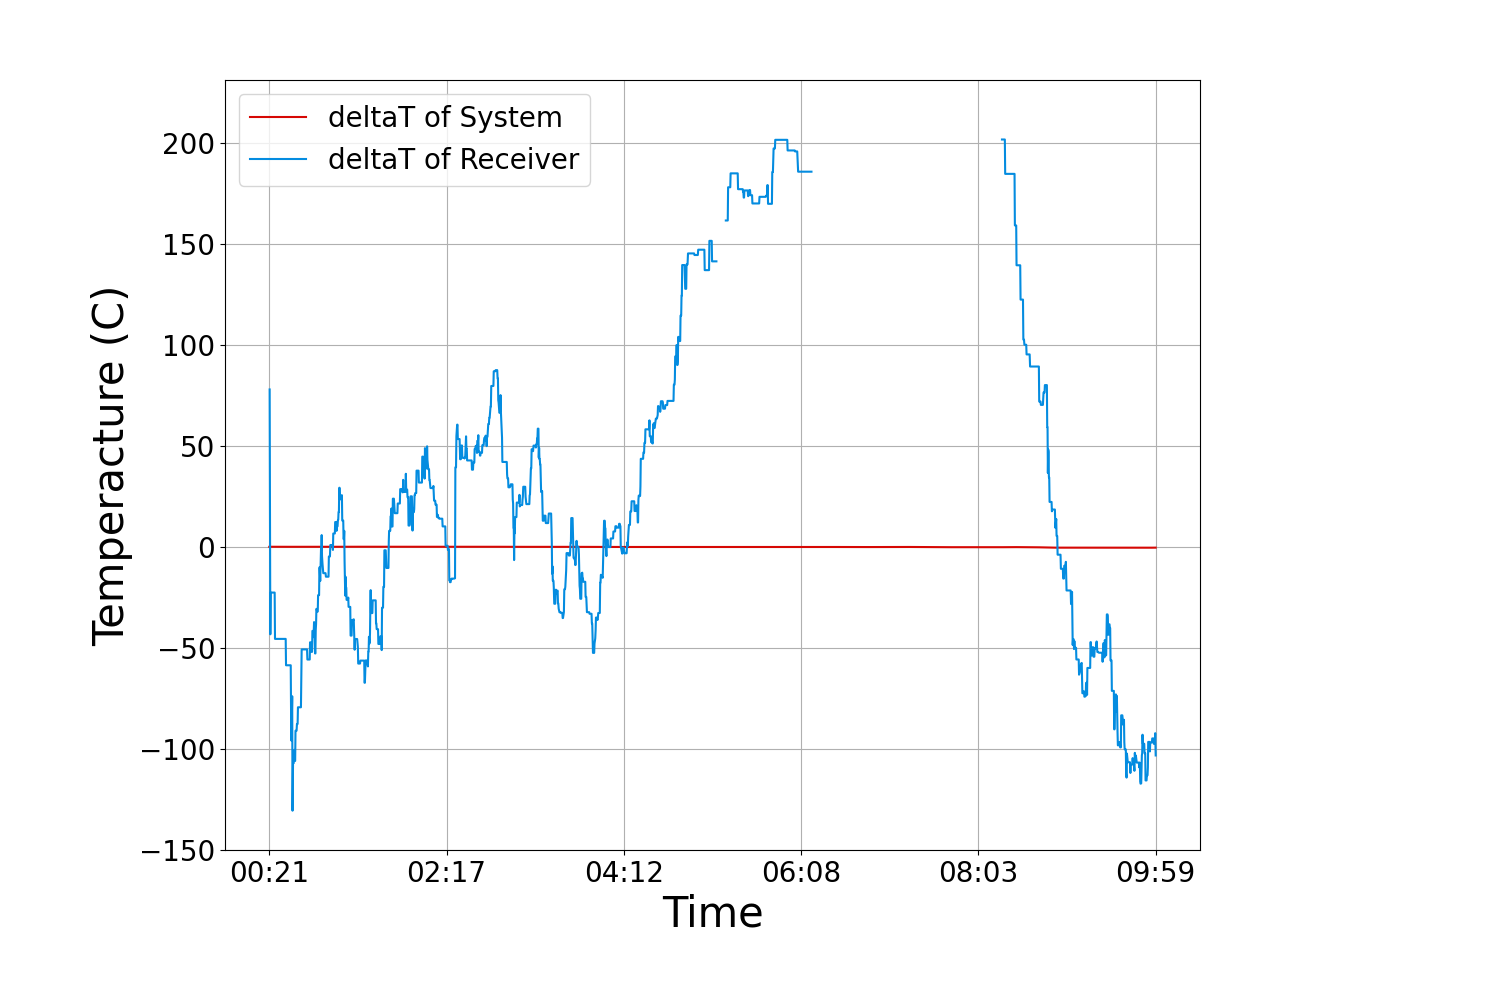 deltaT of System
deltaT of Receiver
Temperacture (C)
200
150
100
50
0
−50
−100
−150
00:21 02:17 04:12 06:08 08:03 09:59
Time